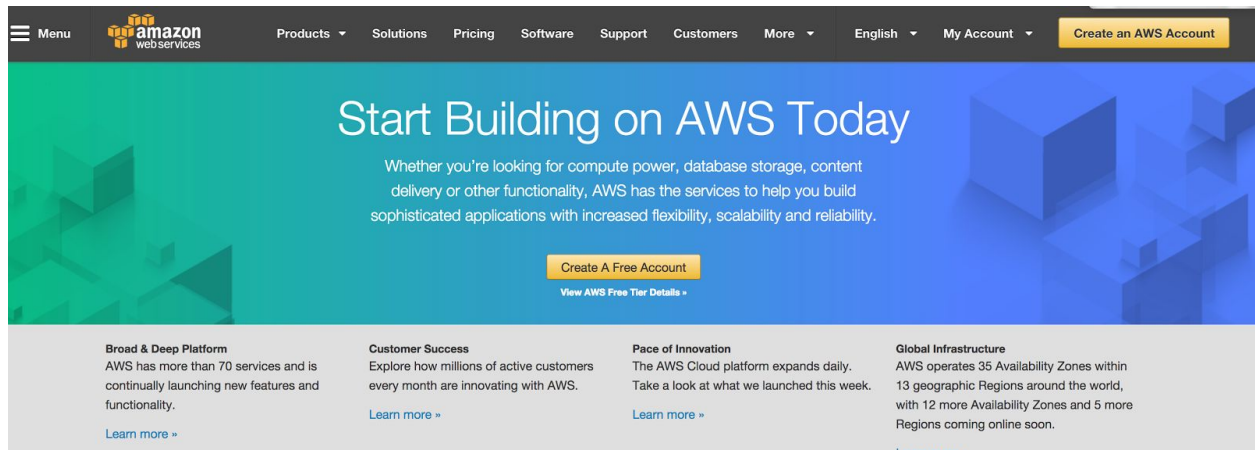 Menu
amazon
webservices
Products
Solutions
Pricing
Software
Support
Customers
More
English
My Account
Create an AWS Account
Start Building on AWS Today
Whether you're looking for compute power, database storage, content
delivery or other functionality, AWS has the services to help you build
sophisticated applications with increased flexibility, scalability and reliability.
Create A Free Account
View AWS Free Tier Details »
Broad & Deep Platform
AWS has more than 70 services and is
continually launching new features and
functionality.
Learn more »
Customer Success
Explore how millions of active customers
every month are innovating with AWS.
Learn more »
Pace of Innovation
The AWS Cloud platform expands daily.
Take a look at what we launched this week.
Learn more »
Global Infrastructure
AWS operates 35 Availability Zones within
13 geographic Regions around the world,
with 12 more Availability Zones and 5 more
Regions coming online soon.